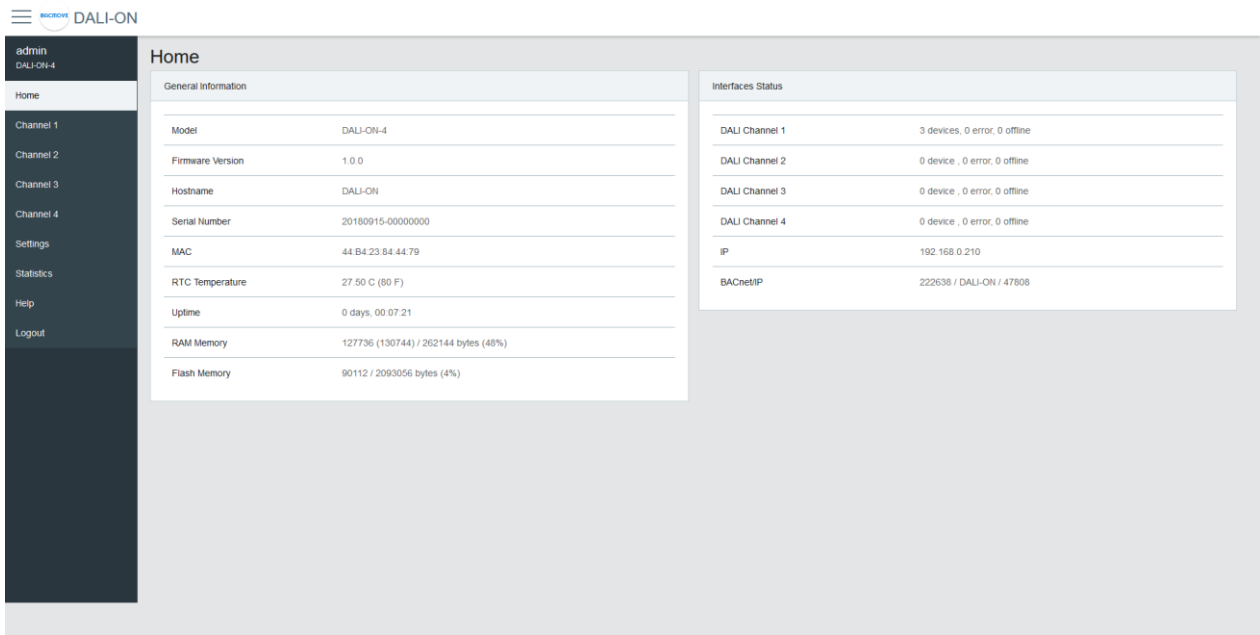 BACMOVE DALI-ON
admin
DALI-ON-4
Home
Channel 1
Channel 2
Channel 3
Channel 4
Settings
Statistics
Help
Logout
Home
General Information
Model DALI-ON-4
Firmware Version 1.0.0
Hostname DALI-ON
Serial Number 20180915-00000000
MAC 44:B4:23:84:44:79
RTC Temperature 27.50 C (80 F)
Uptime 0 days, 00:07:21
RAM Memory 127736 (130744) / 262144 bytes (48%)
Flash Memory 90112 / 2093056 bytes (4%)
Interfaces Status
DALI Channel 1 3 devices, 0 error, 0 offline
DALI Channel 2 0 device , 0 error, 0 offline
DALI Channel 3 0 device , 0 error, 0 offline
DALI Channel 4 0 device , 0 error, 0 offline
IP 192.168.0.210
BACnet/IP 222638 / DALI-ON / 47808